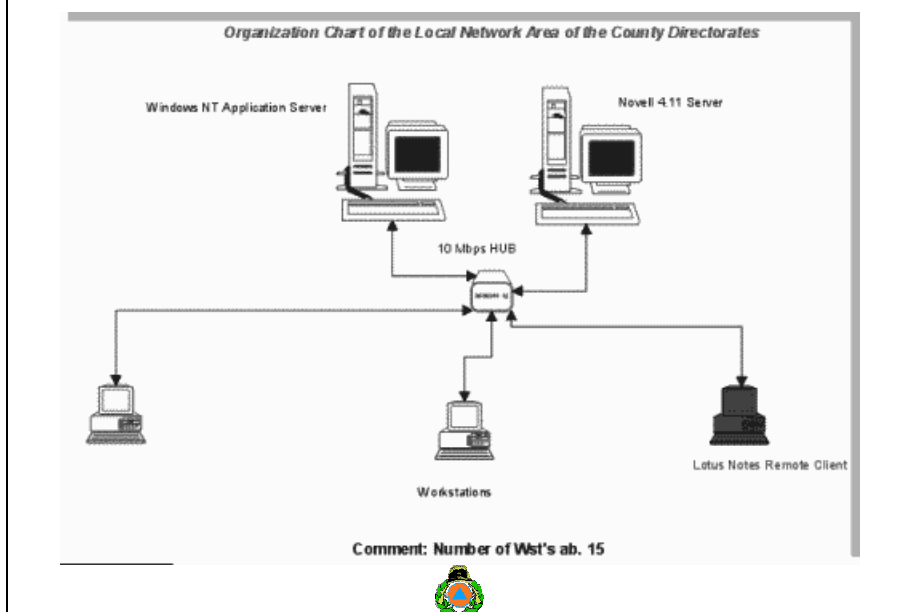 Organization Chart of the Local Network Area of the County Directorates
Windows NT Application Server
Novell 4.11 Server
10 Mbps HUB
Lotus Notes Remote Client
Workstations
Comment: Number of Wst's ab. 15